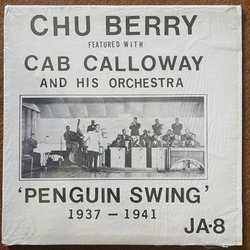 CHU BERRY
FEATURED WITH
CAB CALLOWAY
AND HIS ORCHESTRA
'PENGUIN SWING'
1937 - 1941
JA-8